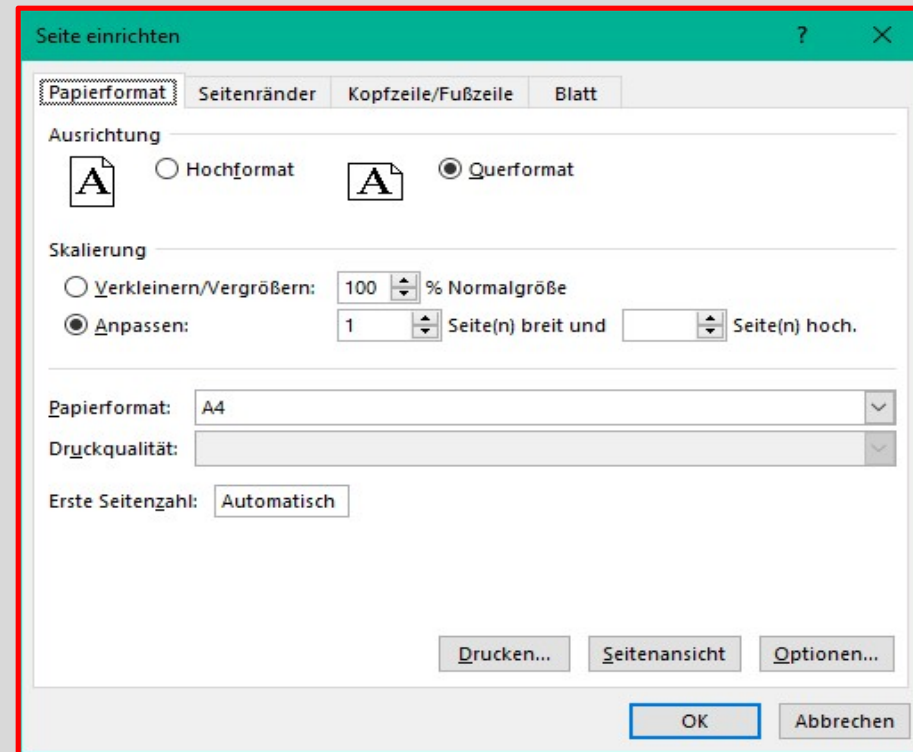 Seite einrichten ? ×
Papierformat Seitenränder Kopfzeile/Fußzeile Blatt
Ausrichtung
A Hochformat A Querformat
Skalierung
Verkleinern/Vergrößern: 100 % Normalgröße
Anpassen: 1 Seite(n) breit und Seite(n) hoch.
Papierformat: A4
Druckqualität:
Erste Seitenzahl: Automatisch
Drucken... Seitenansicht Optionen...
OK Abbrechen